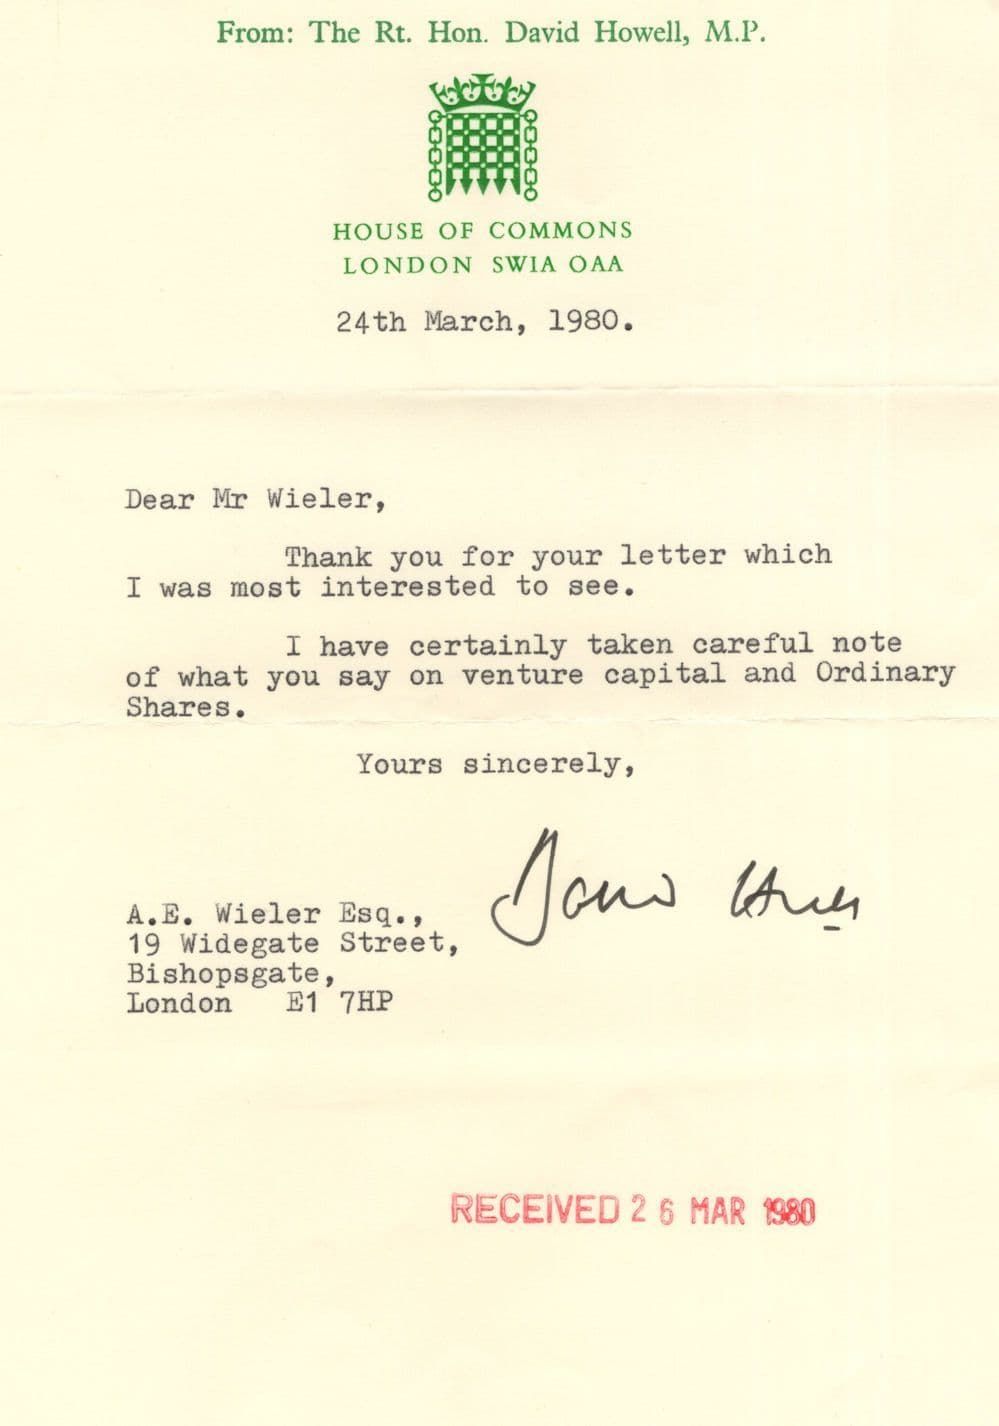 From: The Rt. Hon. David Howell, M.P.
HOUSE OF COMMONS
LONDON SWIA OAA
24th March, 1980.
Dear Mr Wieler,
Thank you for your letter which
I was most interested to see.
I have certainly taken careful note
of what you say on venture capital and Ordinary
Shares.
Yours sincerely,
David Howell
A.E. Wieler Esq.,
19 Widegate Street,
Bishopsgate,
London E1 7HP
RECEIVED 26 MAR 1980